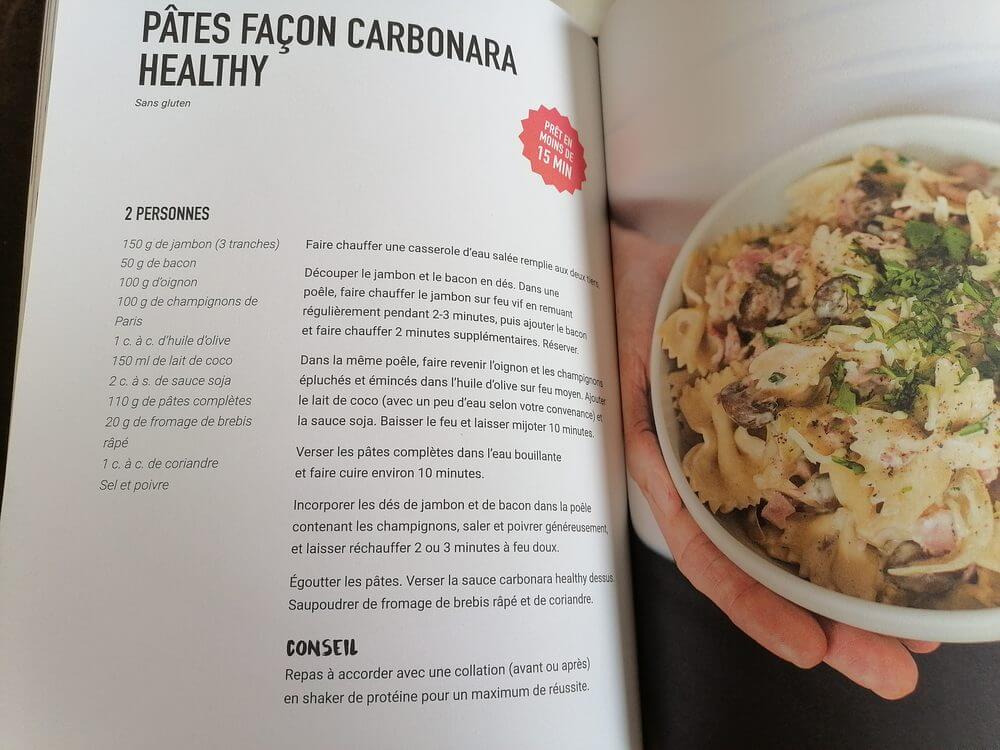 PÂTES FAÇON CARBONARA
HEALTHY
Sans gluten
PRÊT EN
MOINS DE
15 MIN
2 PERSONNES
150 g de jambon (3 tranches)
50 g de bacon
100 g d'oignon
100 g de champignons de
Paris
1 c. à c. d'huile d'olive
150 ml de lait de coco
2 c. à s. de sauce soja
110 g de pâtes complètes
20 g de fromage de brebis
râpé
1 c. à c. de coriandre
Sel et poivre
Faire chauffer une casserole d'eau salée remplie aux deux tiers
Découper le jambon et le bacon en dés. Dans une
poêle, faire chauffer le jambon sur feu vif en remuant
régulièrement pendant 2-3 minutes, puis ajouter le bacon
et faire chauffer 2 minutes supplémentaires. Réserver.
Dans la même poêle, faire revenir l'oignon et les champignons
épluchés et émincés dans l'huile d'olive sur feu moyen. Ajouter
le lait de coco (avec un peu d'eau selon votre convenance) et
la sauce soja. Baisser le feu et laisser mijoter 10 minutes.
Verser les pâtes complètes dans l'eau bouillante
et faire cuire environ 10 minutes.
Incorporer les dés de jambon et de bacon dans la poêle
contenant les champignons, saler et poivrer généreusement,
et laisser réchauffer 2 ou 3 minutes à feu doux.
Égoutter les pâtes. Verser la sauce carbonara healthy dessus.
Saupoudrer de fromage de brebis râpé et de coriandre.
CONSEIL
Repas à accorder avec une collation (avant ou après)
en shaker de protéine pour un maximum de réussite.